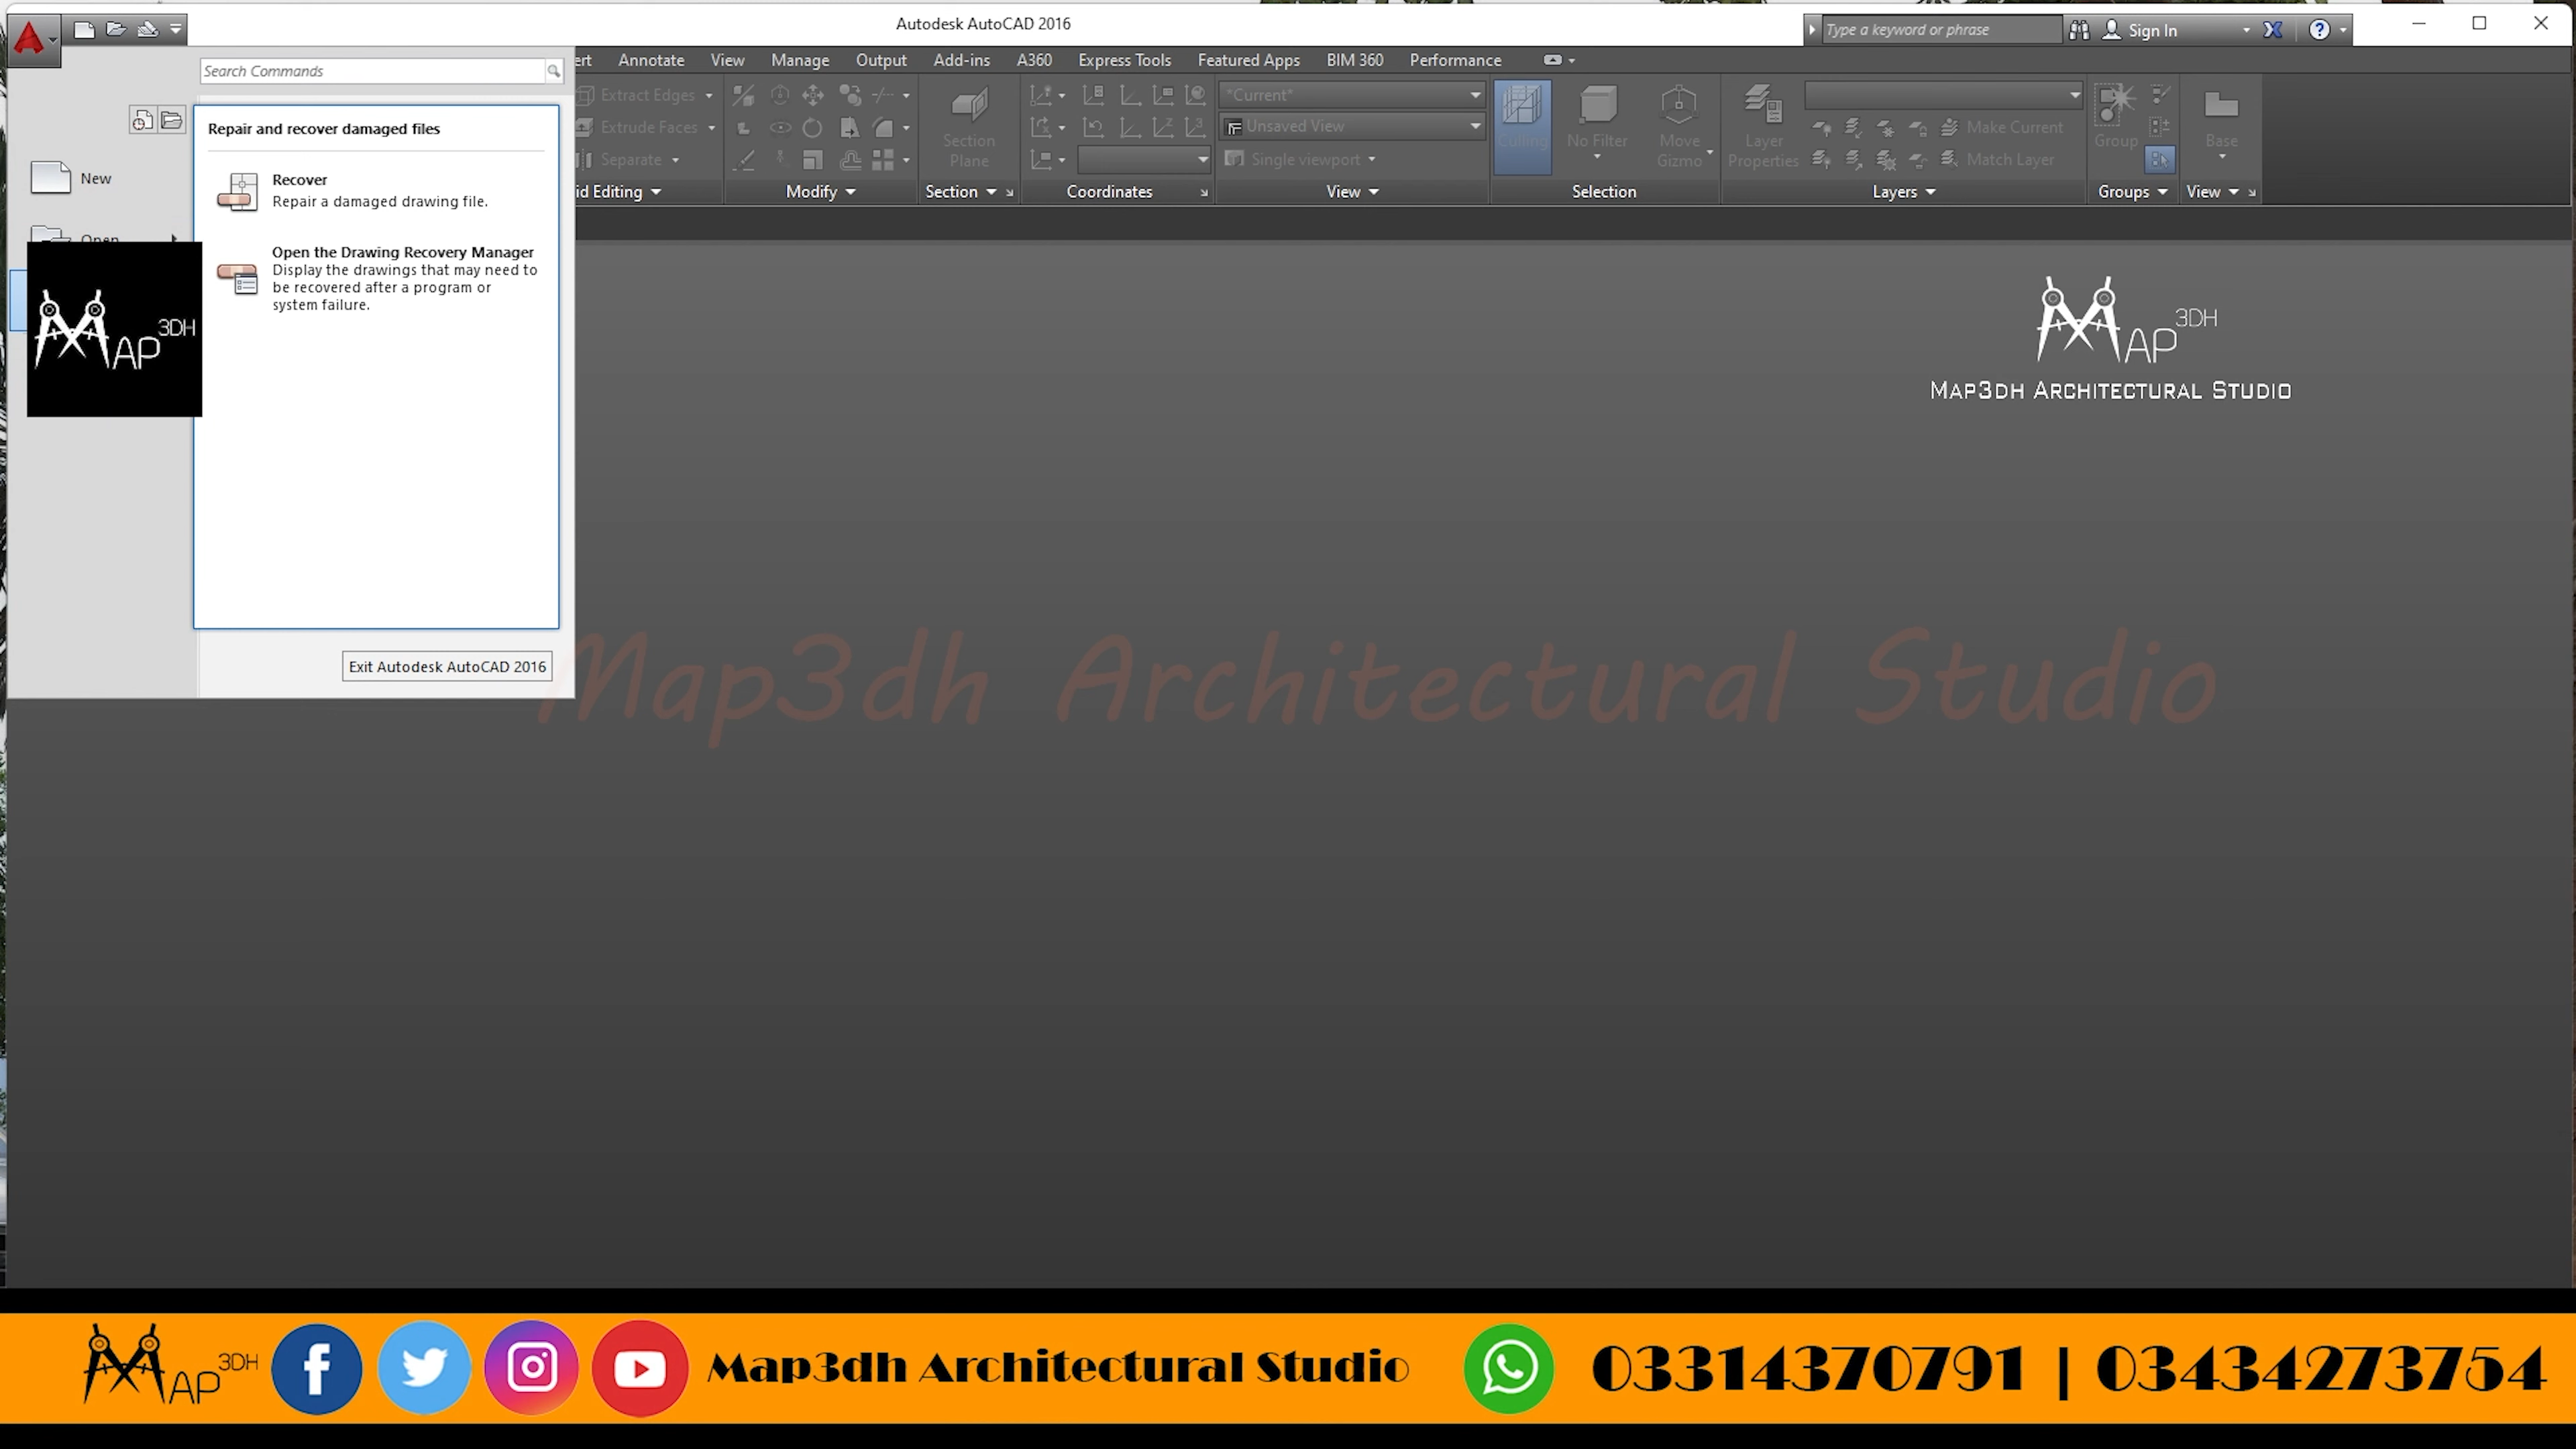 Autodesk AutoCAD 2016
Type a keyword or phrase
Sign In
Search Commands
Annotate View Manage Output Add-ins A360 Express Tools Featured Apps BIM 360 Performance
Extract Edges
Extrude Faces
Separate
Section Plane
*Current*
Unsaved View
Single viewport
Culling
No Filter
Move Gizmo
Layer Properties
Make Current
Match Layer
Group
Base
Modify
Section
Coordinates
View
Selection
Layers
Groups
View
Editing
New
Open
Repair and recover damaged files
Recover
Repair a damaged drawing file.
Open the Drawing Recovery Manager
Display the drawings that may need to
be recovered after a program or
system failure.
Exit Autodesk AutoCAD 2016
MAP 3DH
MAP 3DH
Map3dh Architectural Studio
Map3dh Architectural Studio
MAP 3DH
Map3dh Architectural Studio
03314370791 | 03434273754